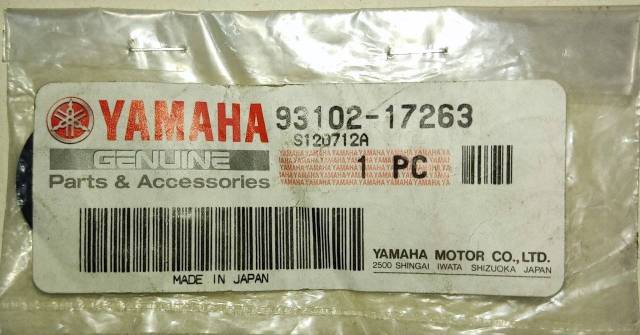 YAMAHA 93102-17263
S120712A
GENUINE
Parts & Accessories
1 PC
MADE IN JAPAN
YAMAHA MOTOR CO.,LTD.
2500 SHINGAI IWATA SHIZUOKA JAPAN